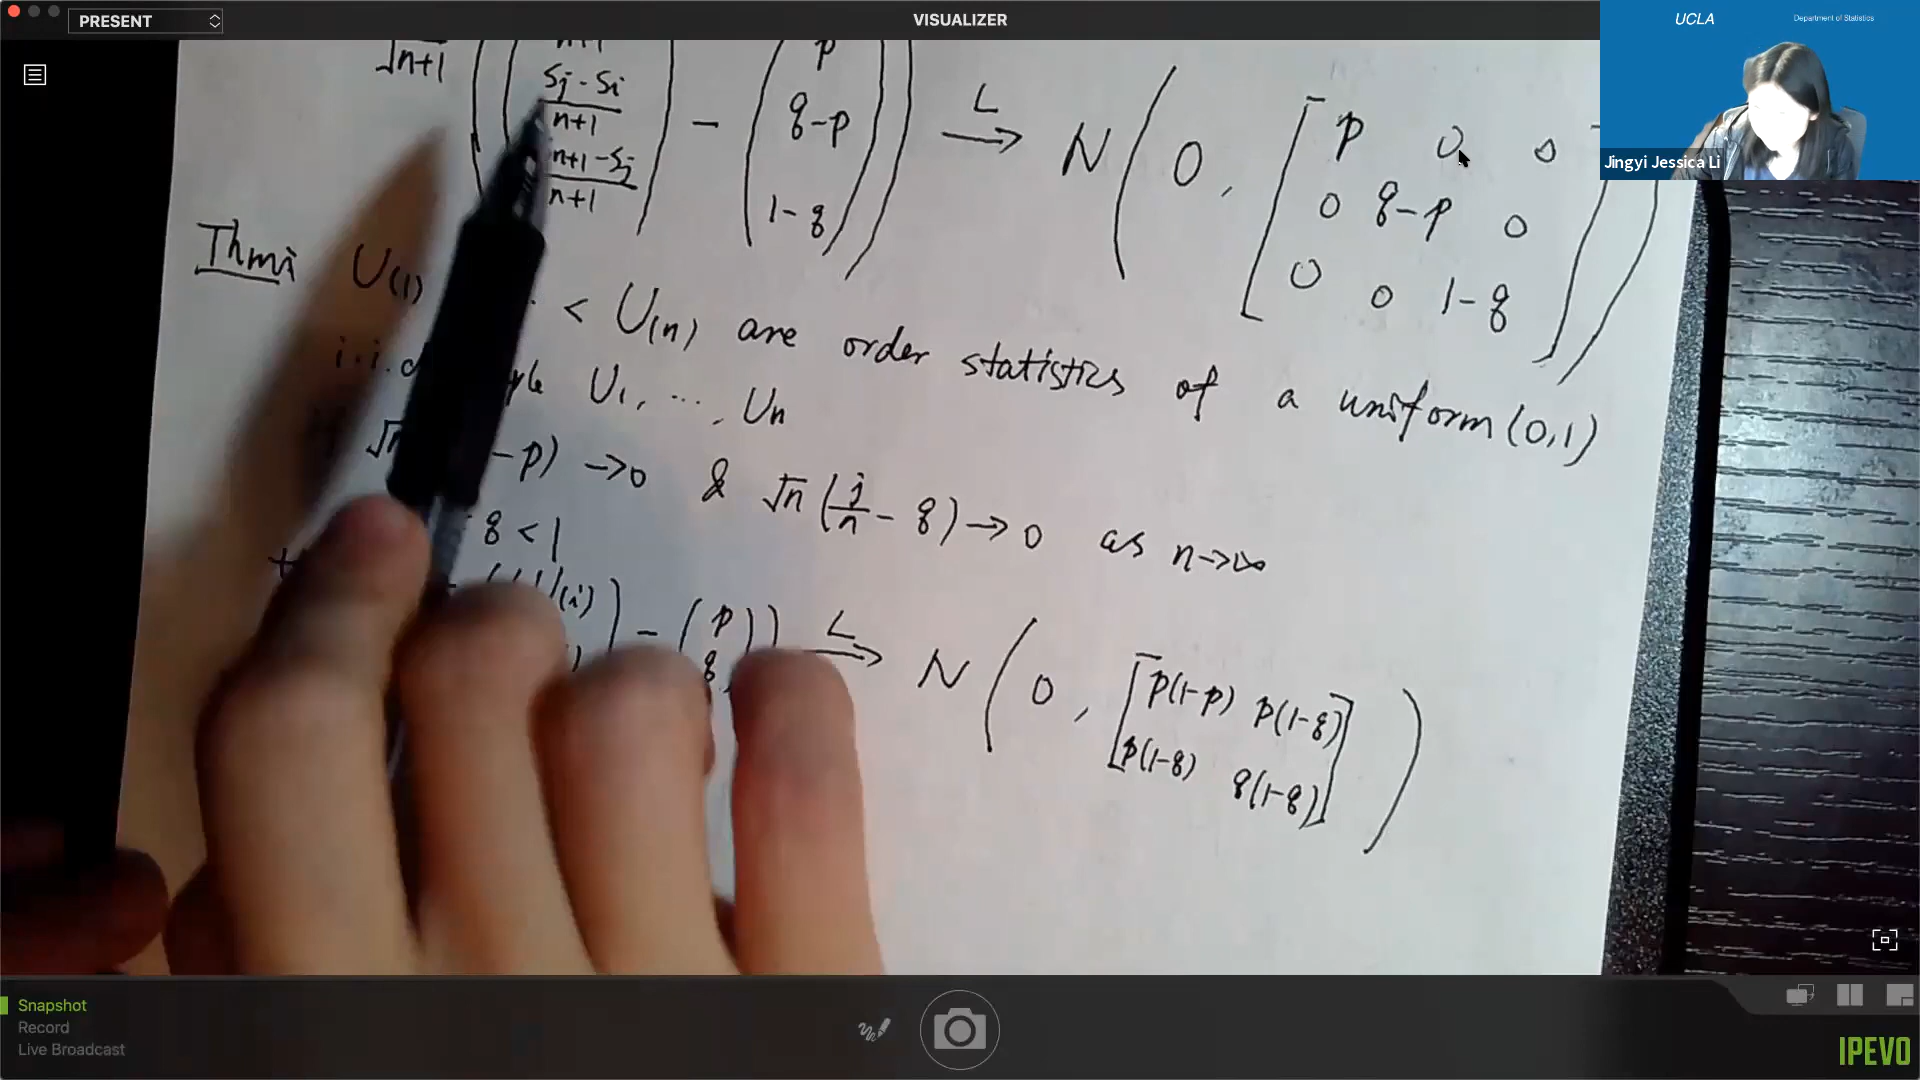 PRESENT
VISUALIZER
UCLA
Department of Statistics
Jingyi Jessica Li
√n+1 ( ( n+1
Sj - Si / n+1
n+1 - Sj / n+1 ) - ( p
q-p
1-q ) ) →L N ( 0 , [ p 0 0
0 q-p 0
0 0 1-q ] )
Thm: U(1) < U(n) are order statistics of a uniform (0,1)
i.i.d. U1, ..., Un
√n - p) → 0 & √n ( j/n - q) → 0 as n→∞
q < 1
(i) ) - ( p
q ) ) →L N ( 0 , [ p(1-p) p(1-q)
p(1-q) q(1-q) ] )
Snapshot
Record
Live Broadcast
IPEVO